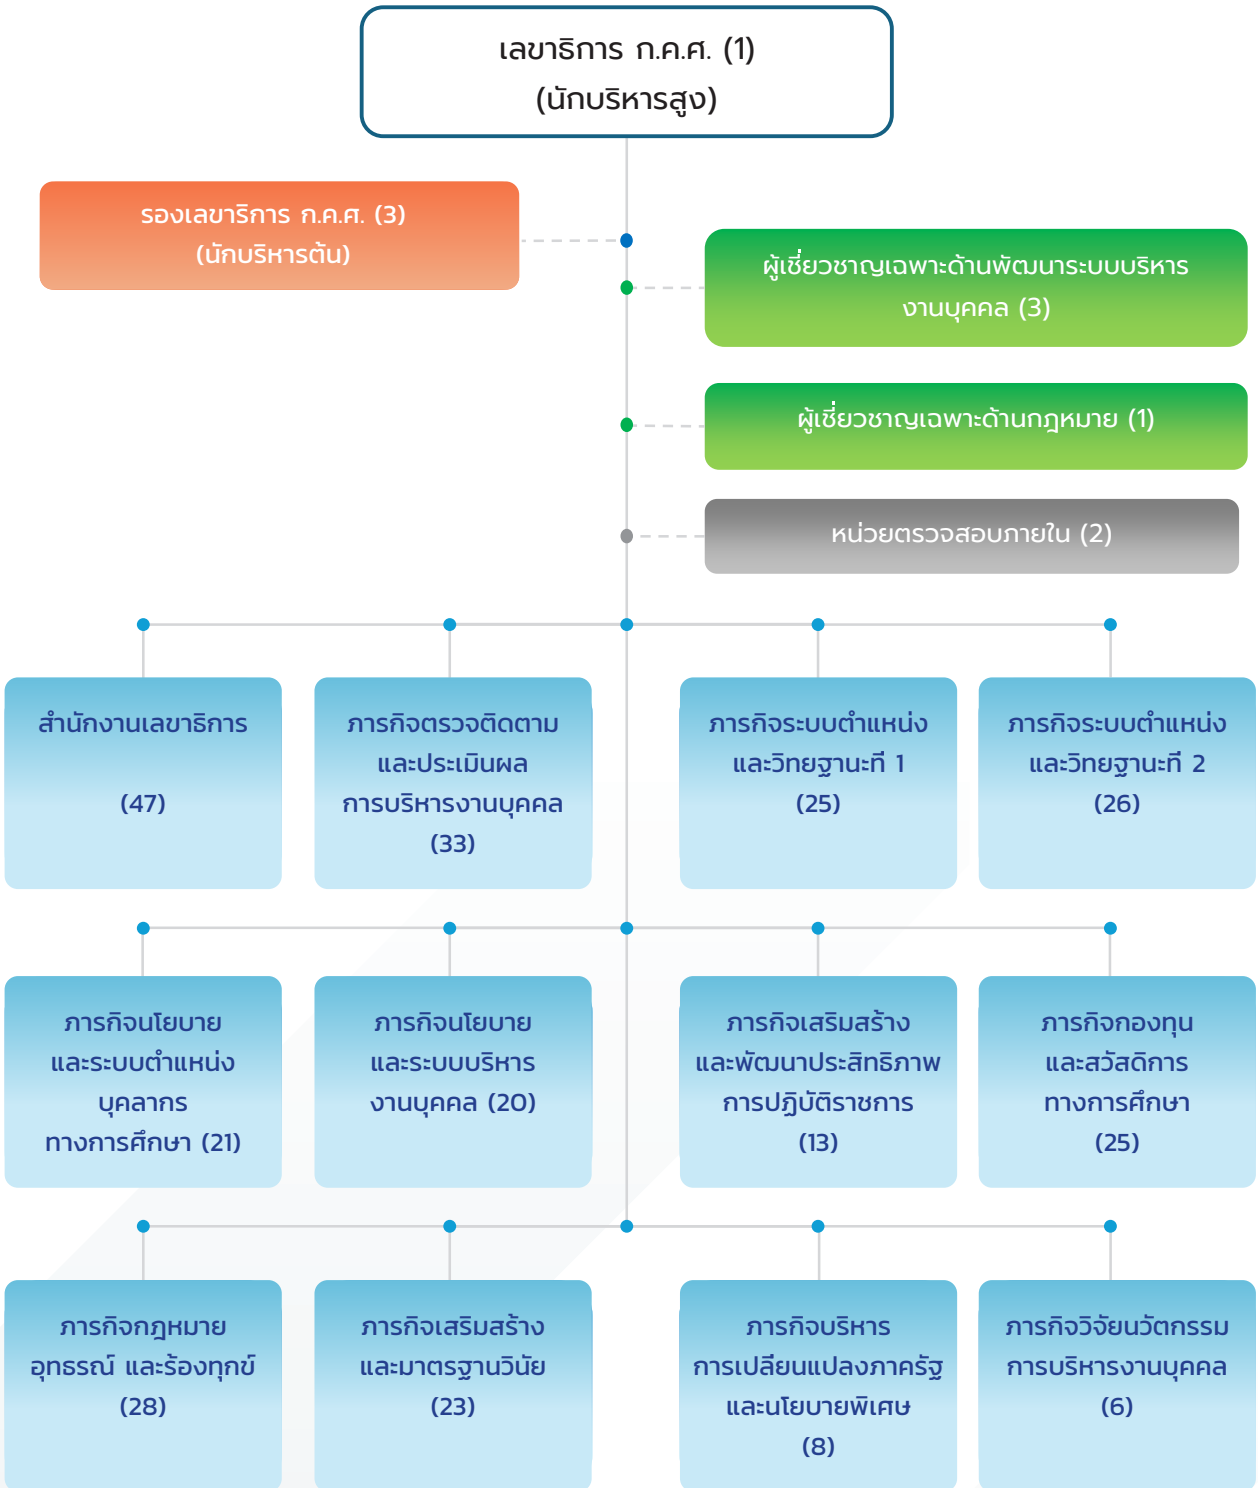 เลขาธิการ ก.ค.ศ. (1)
(นักบริหารสูง)
รองเลขาริการ ก.ค.ศ. (3)
(นักบริหารต้น)
ผู้เชี่ยวชาญเฉพาะด้านพัฒนาระบบบริหาร
งานบุคคล (3)
ผู้เชี่ยวชาญเฉพาะด้านกฎหมาย (1)
หน่วยตรวจสอบภายใน (2)
สำนักงานเลขาธิการ
(47)
ภารกิจตรวจติดตาม
และประเมินผล
การบริหารงานบุคคล
(33)
ภารกิจระบบตำแหน่ง
และวิทยฐานะที่ 1
(25)
ภารกิจระบบตำแหน่ง
และวิทยฐานะที่ 2
(26)
ภารกิจนโยบาย
และระบบตำแหน่ง
บุคลากร
ทางการศึกษา (21)
ภารกิจนโยบาย
และระบบบริหาร
งานบุคคล (20)
ภารกิจเสริมสร้าง
และพัฒนาประสิทธิภาพ
การปฏิบัติราชการ
(13)
ภารกิจกองทุน
และสวัสดิการ
ทางการศึกษา
(25)
ภารกิจกฎหมาย
อุทธรณ์ และร้องทุกข์
(28)
ภารกิจเสริมสร้าง
และมาตรฐานวินัย
(23)
ภารกิจบริหาร
การเปลี่ยนแปลงภาครัฐ
และนโยบายพิเศษ
(8)
ภารกิจวิจัยนวัตกรรม
การบริหารงานบุคคล
(6)